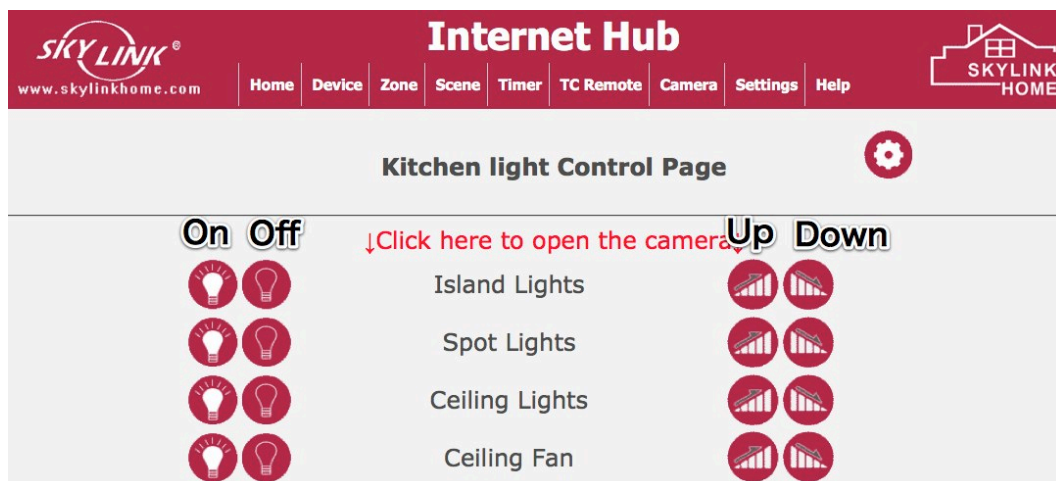 SKYLINK®
www.skylinkhome.com
Internet Hub
Home Device Zone Scene Timer TC Remote Camera Settings Help
SKYLINK
HOME
Kitchen light Control Page
On Off ↓Click here to open the camera↓ Up Down
Island Lights
Spot Lights
Ceiling Lights
Ceiling Fan